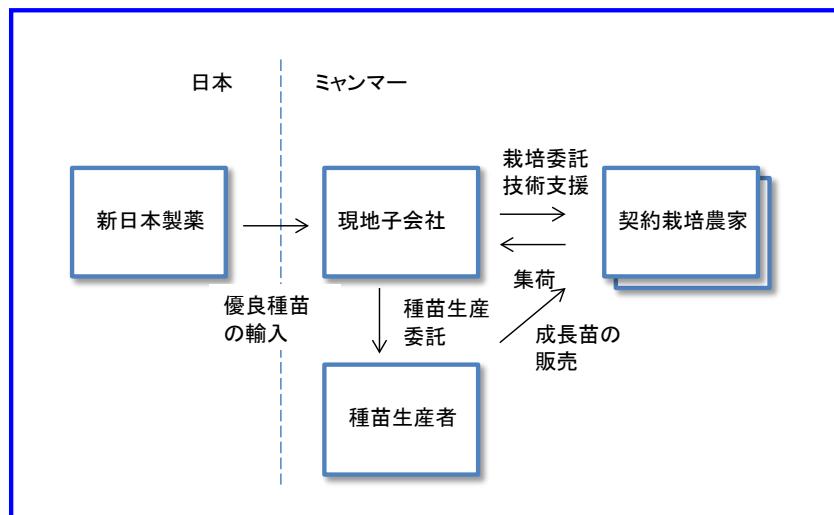 日本
ミャンマー
栽培委託
技術支援
新日本製薬
現地子会社
契約栽培農家
集荷
優良種苗
の輸入
種苗生産
委託
成長苗の
販売
種苗生産者